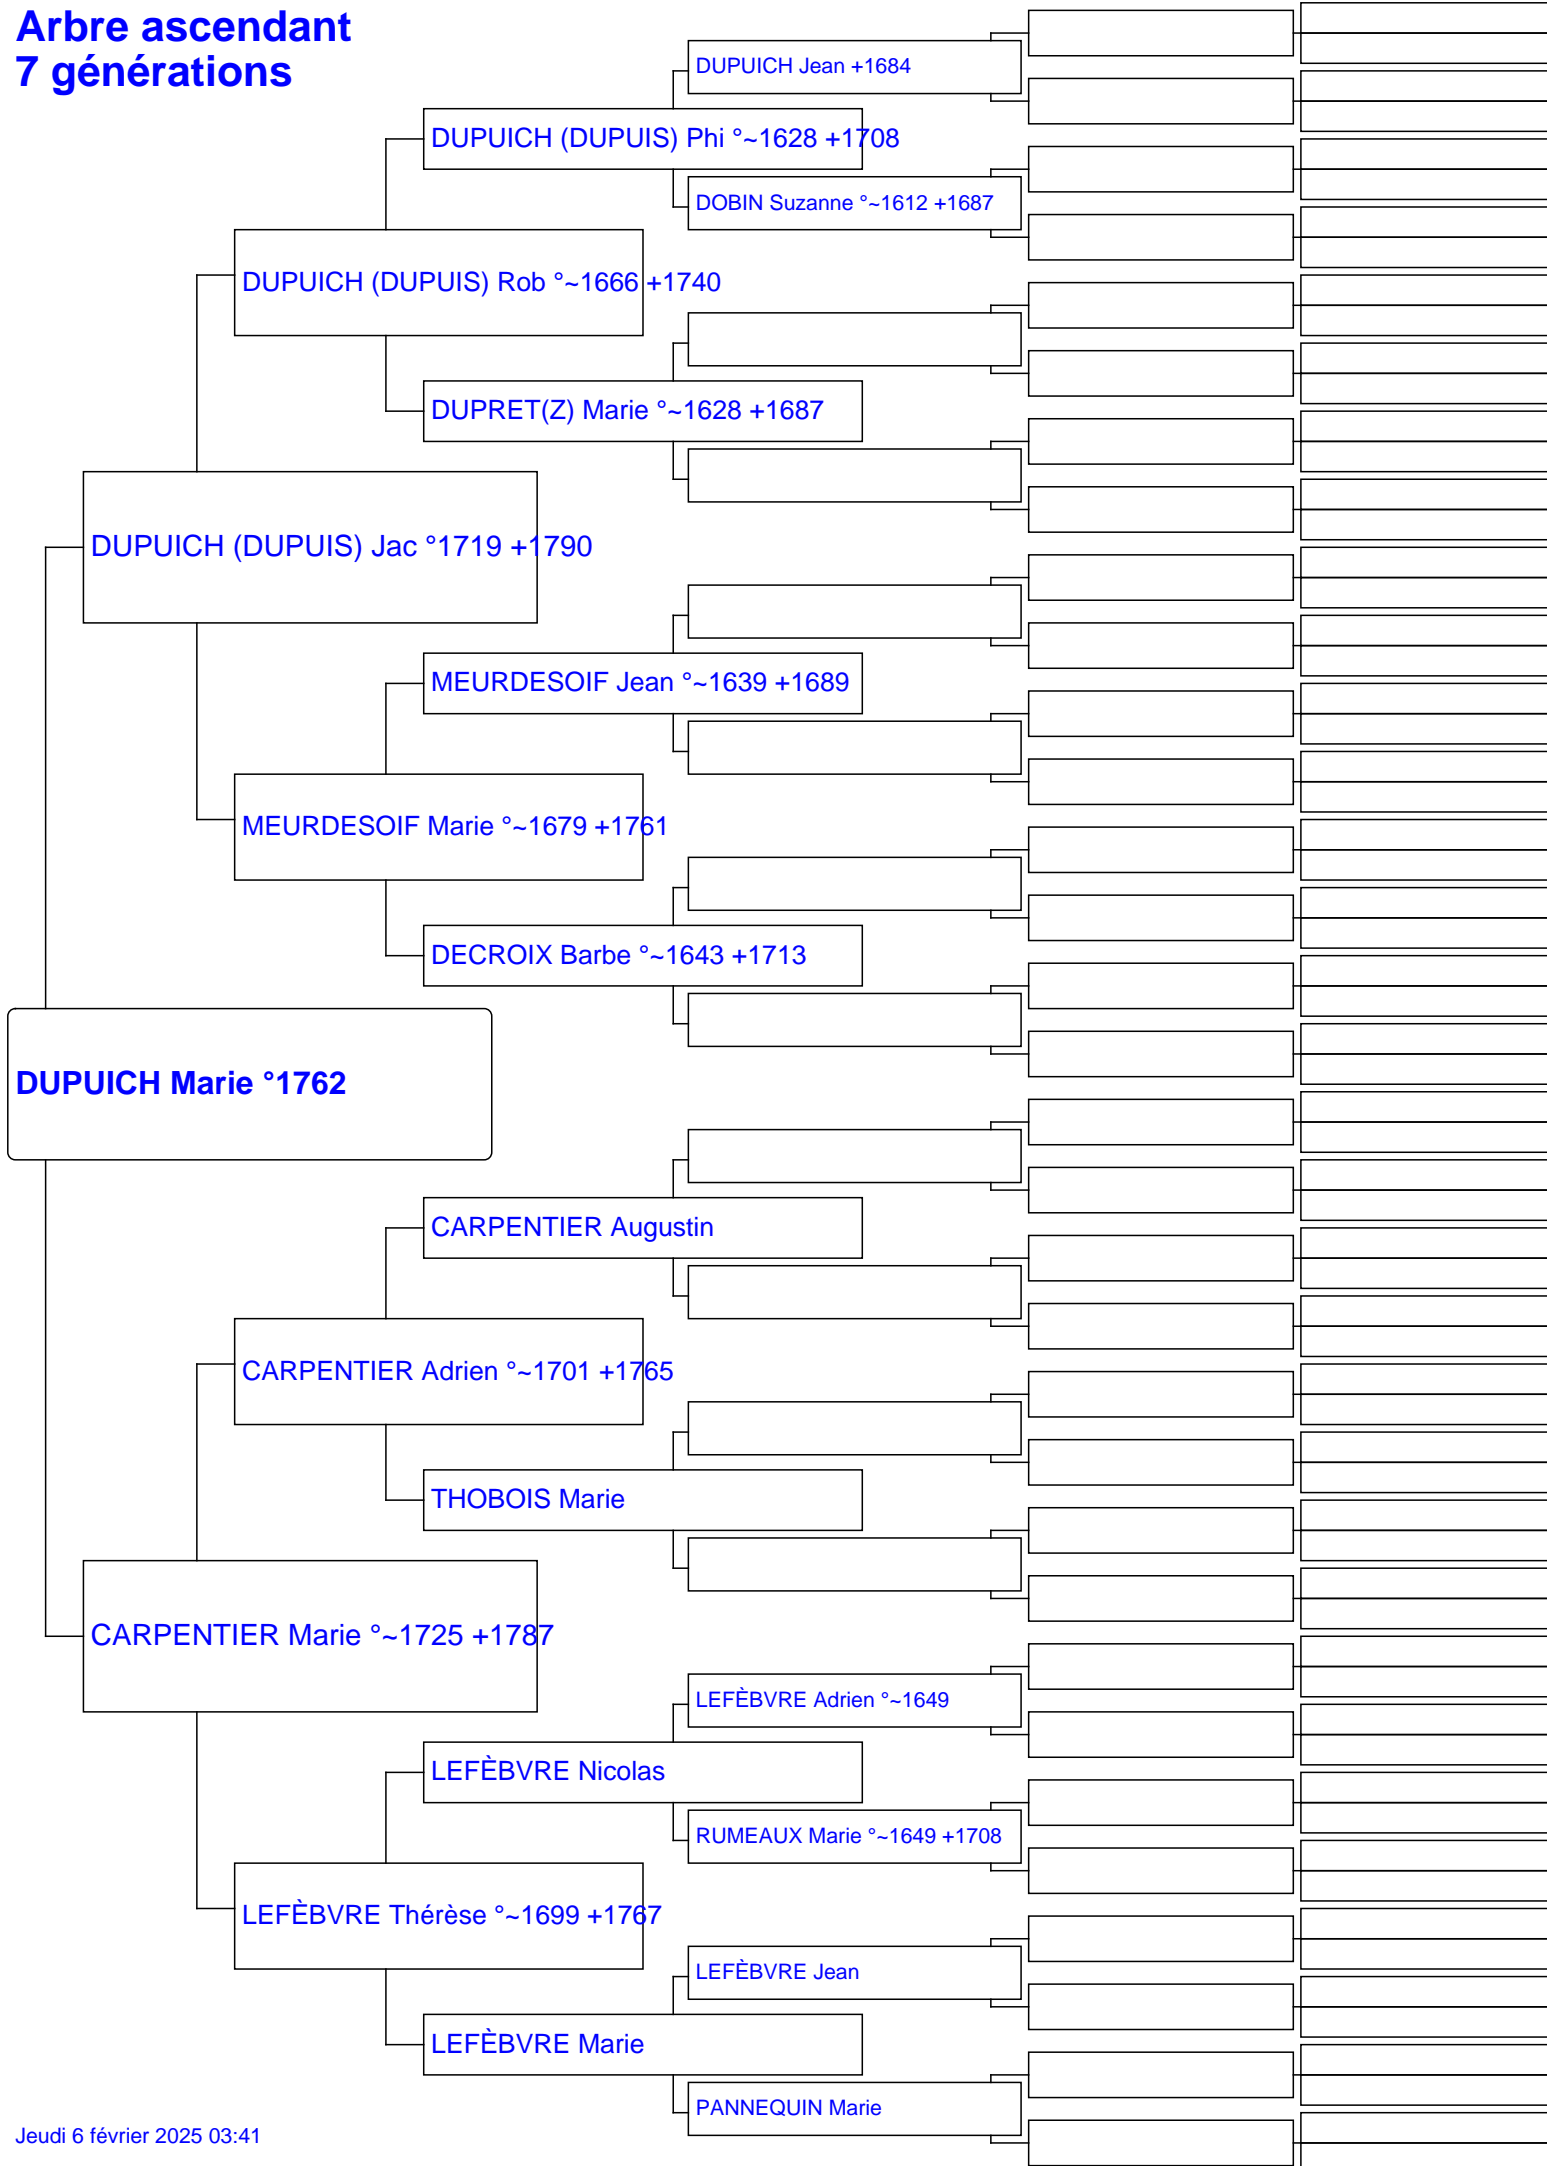 Arbre ascendant
7 générations
DUPUICH Jean +1684
DUPUICH (DUPUIS) Phi °~1628 +1708
DOBIN Suzanne °~1612 +1687
DUPUICH (DUPUIS) Rob °~1666 +1740
DUPRET(Z) Marie °~1628 +1687
DUPUICH (DUPUIS) Jac °1719 +1790
MEURDESOIF Jean °~1639 +1689
MEURDESOIF Marie °~1679 +1761
DECROIX Barbe °~1643 +1713
DUPUICH Marie °1762
CARPENTIER Augustin
CARPENTIER Adrien °~1701 +1765
THOBOIS Marie
CARPENTIER Marie °~1725 +1787
LEFÈBVRE Adrien °~1649
LEFÈBVRE Nicolas
RUMEAUX Marie °~1649 +1708
LEFÈBVRE Thérèse °~1699 +1767
LEFÈBVRE Jean
LEFÈBVRE Marie
PANNEQUIN Marie
Jeudi 6 février 2025 03:41